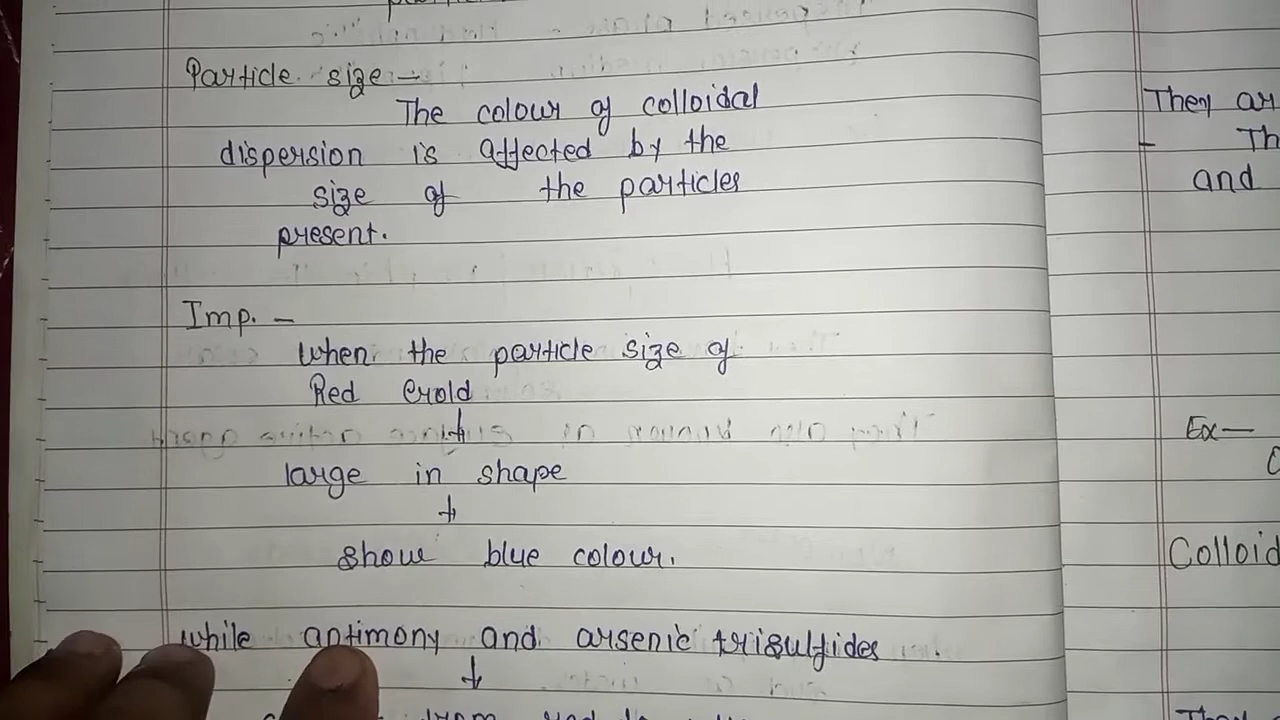 Particle size -
The colour of colloidal
dispersion is affected by the
size of the particles
present.
Imp. -
when the particle size of
Red Gold
↓
large in shape
↓
show blue colour.
while antimony and arsenic trisulfides
↓
They ar
Th
and
Ex-
Colloid